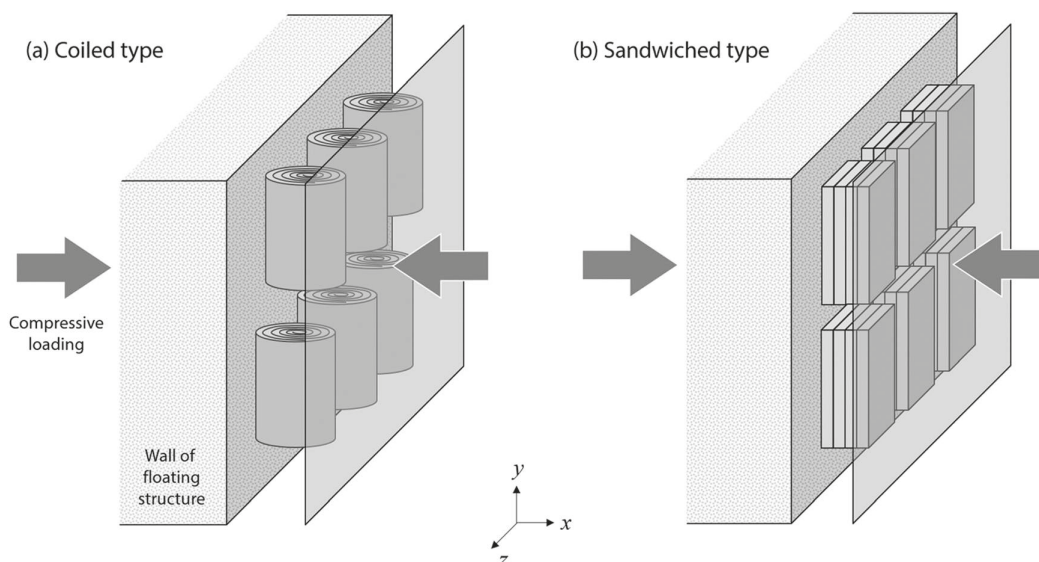 (a) Coiled type
(b) Sandwiched type
Compressive
loading
Wall of
floating
structure
y
x
z